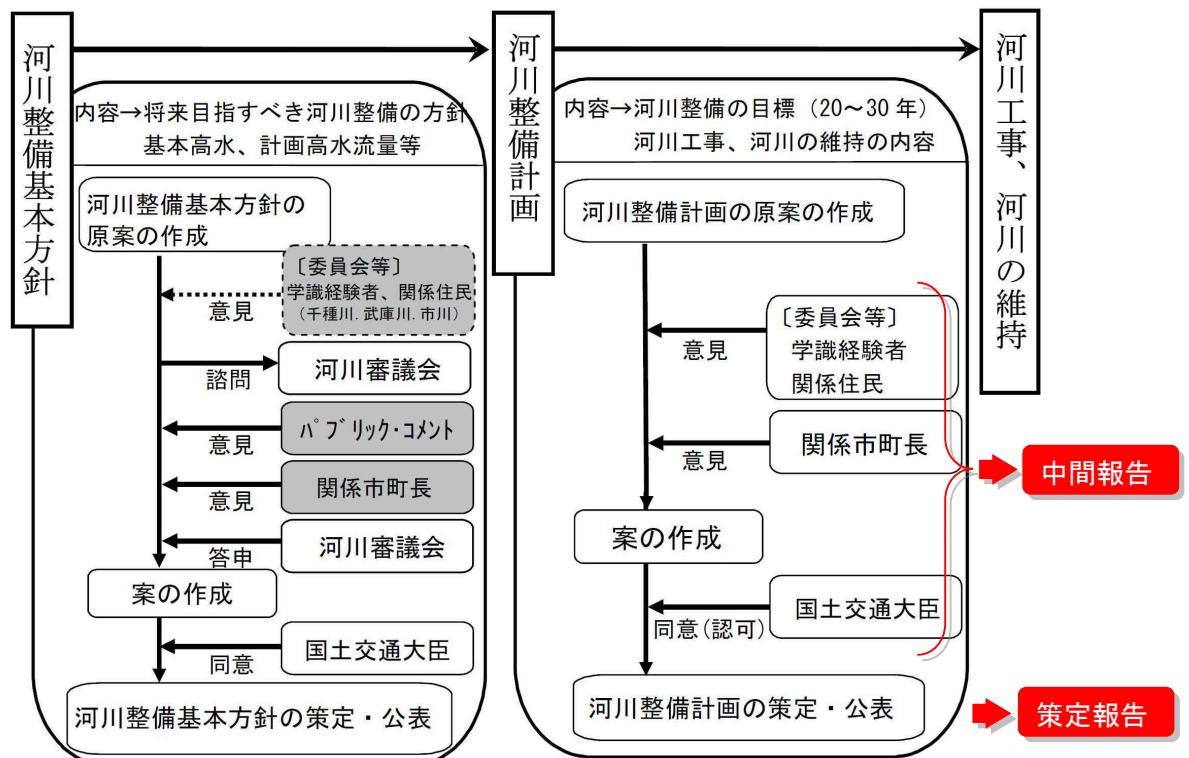 河川整備基本方針
内容→将来目指すべき河川整備の方針
基本高水、計画高水流量等
河川整備基本方針の
原案の作成
〔委員会等〕
学識経験者、関係住民
（千種川.武庫川.市川）
意見
諮問
河川審議会
パブリック・コメント
意見
関係市町長
意見
河川審議会
答申
案の作成
国土交通大臣
同意
河川整備基本方針の策定・公表
河川整備計画
内容→河川整備の目標（20～30年）
河川工事、河川の維持の内容
河川整備計画の原案の作成
〔委員会等〕
学識経験者
関係住民
意見
関係市町長
意見
案の作成
国土交通大臣
同意(認可)
河川整備計画の策定・公表
河川工事、河川の維持
中間報告
策定報告